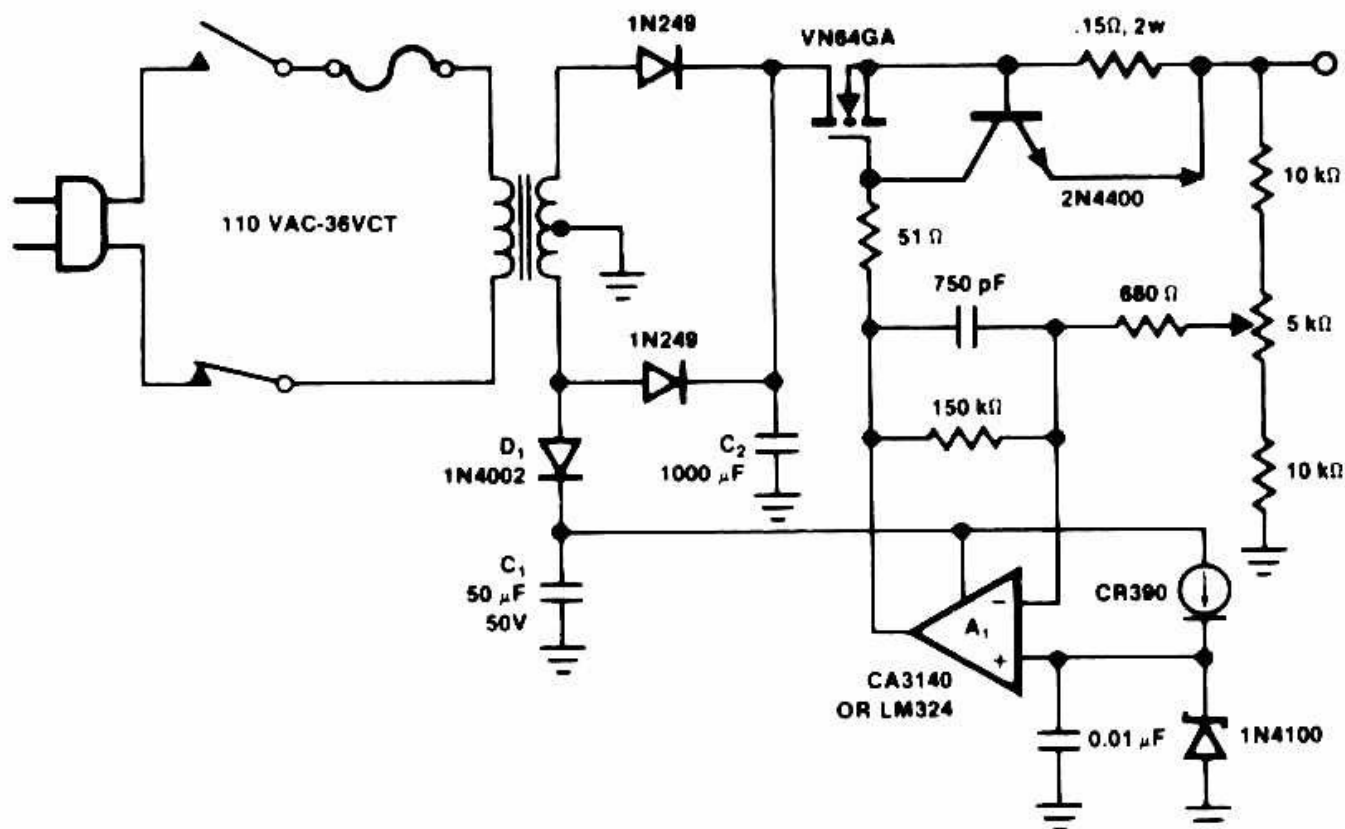 1N249
VN64GA
.15Ω, 2w
10 kΩ
2N4400
110 VAC-36VCT
51 Ω
750 pF
680 Ω
5 kΩ
1N249
150 kΩ
D₁
1N4002
C₂
1000 μF
10 kΩ
C₁
50 μF
50V
CR390
−
A₁
+
CA3140
OR LM324
0.01 μF
1N4100